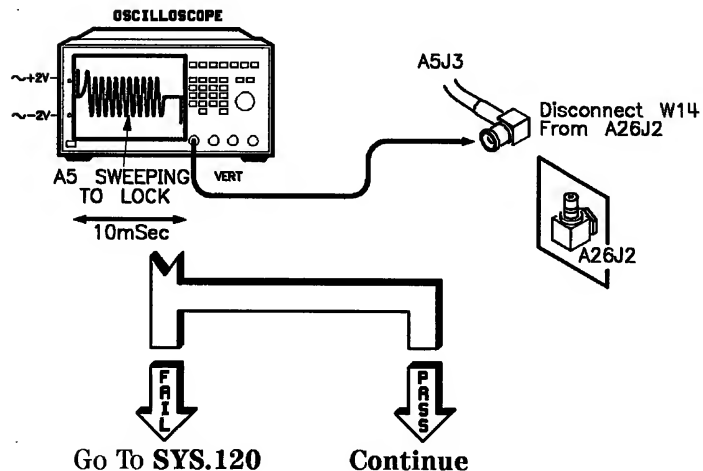 OSCILLOSCOPE
~+2V
~-2V
A5 SWEEPING
TO LOCK
VERT
10mSec
A5J3
Disconnect W14
From A26J2
A26J2
FAIL
PASS
Go To SYS.120
Continue